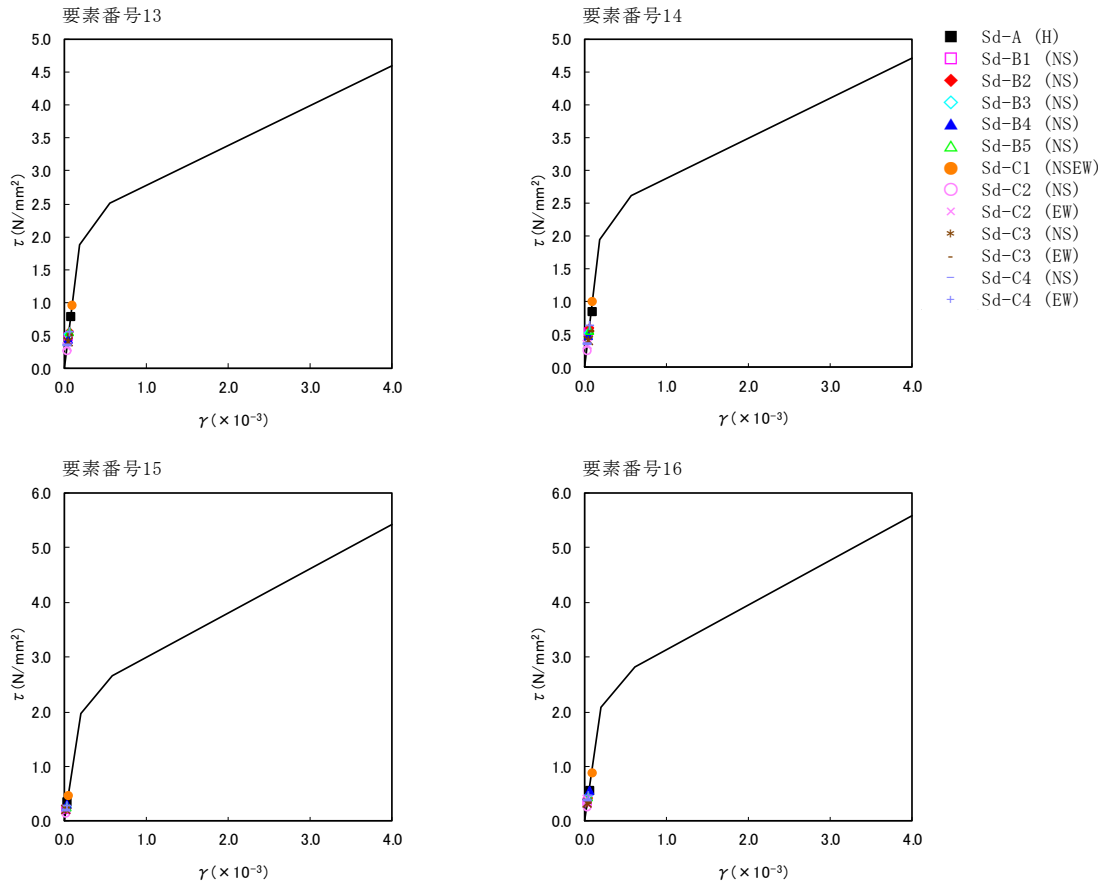 要素番号13
5.0
4.5
4.0
3.5
3.0
2.5
2.0
1.5
1.0
0.5
0.0
τ(N/mm²)
0.0 1.0 2.0 3.0 4.0
γ(×10⁻³)
要素番号14
5.0
4.5
4.0
3.5
3.0
2.5
2.0
1.5
1.0
0.5
0.0
τ(N/mm²)
0.0 1.0 2.0 3.0 4.0
γ(×10⁻³)
Sd-A (H)
Sd-B1 (NS)
Sd-B2 (NS)
Sd-B3 (NS)
Sd-B4 (NS)
Sd-B5 (NS)
Sd-C1 (NSEW)
Sd-C2 (NS)
Sd-C2 (EW)
Sd-C3 (NS)
Sd-C3 (EW)
Sd-C4 (NS)
Sd-C4 (EW)
要素番号15
6.0
5.0
4.0
3.0
2.0
1.0
0.0
τ(N/mm²)
0.0 1.0 2.0 3.0 4.0
γ(×10⁻³)
要素番号16
6.0
5.0
4.0
3.0
2.0
1.0
0.0
τ(N/mm²)
0.0 1.0 2.0 3.0 4.0
γ(×10⁻³)